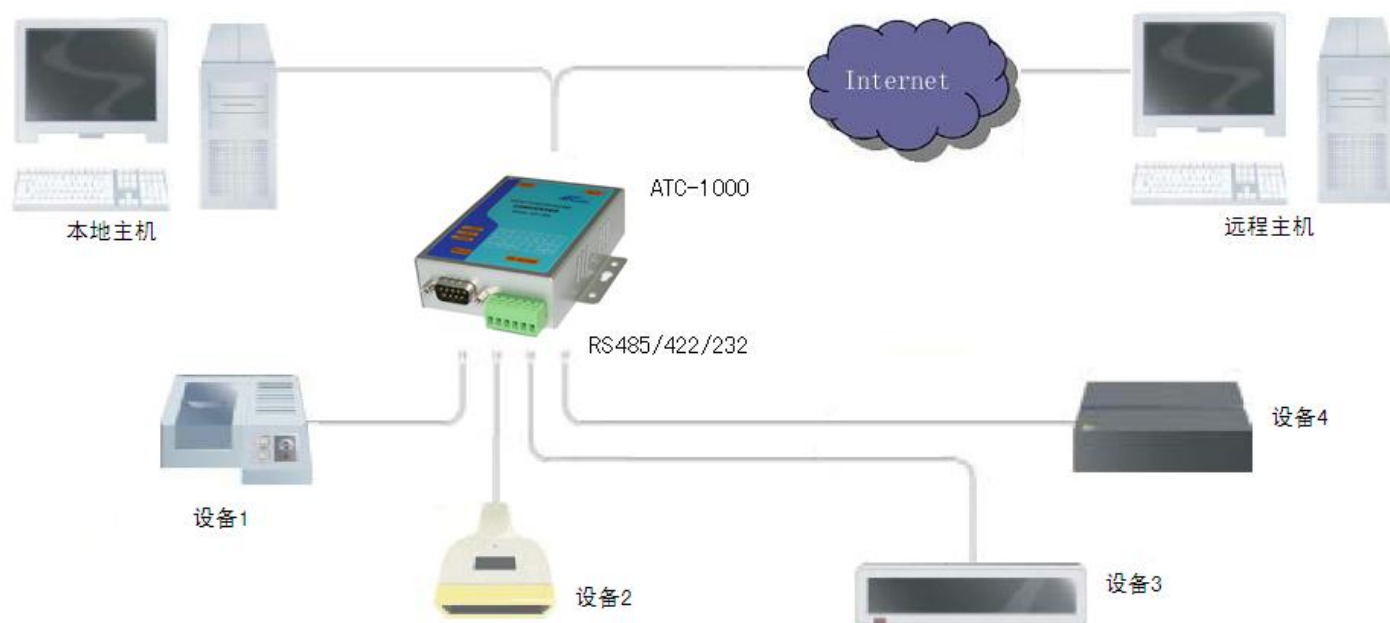 Internet
ATC-1000
本地主机
远程主机
RS485/422/232
设备4
设备1
设备2
设备3